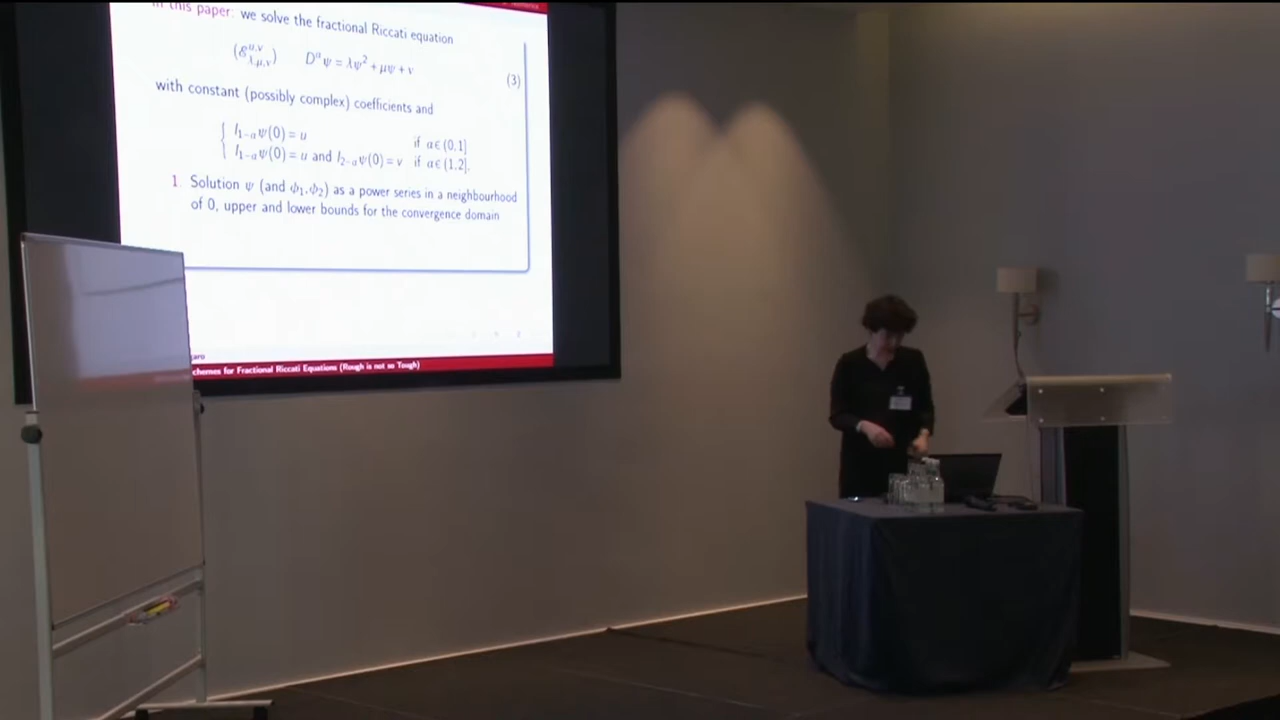 in this paper: we solve the fractional Riccati equation
(ℰ^{u,v}_{λ,μ,ν}) D^αψ = λψ² + μψ + ν
(3)
with constant (possibly complex) coefficients and
I_{1-α}ψ(0) = u if α ∈ (0,1]
I_{1-α}ψ(0) = u and I_{2-α}ψ(0) = v if α ∈ (1,2].
1. Solution ψ (and ϕ₁,ϕ₂) as a power series in a neighbourhood
of 0, upper and lower bounds for the convergence domain
garo
chemes for Fractional Riccati Equations (Rough is not so Tough)